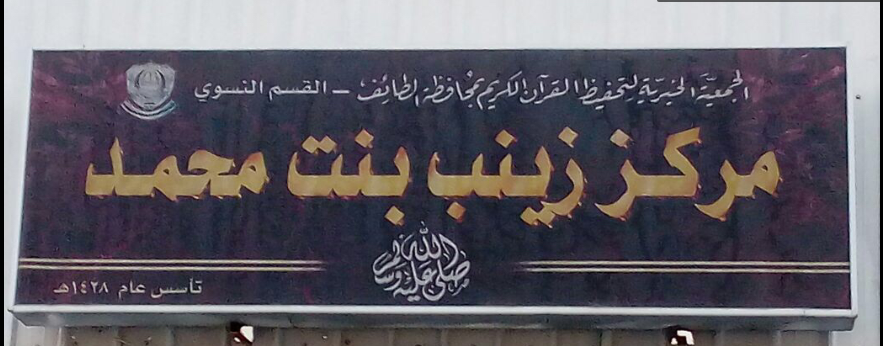 الجمعية الخيرية لتحفيظ القرآن الكريم بمحافظة الطائف – القسم النسوي
مركز زينب بنت محمد
صلى الله عليه وسلم
تأسس عام ١٤٢٨هـ